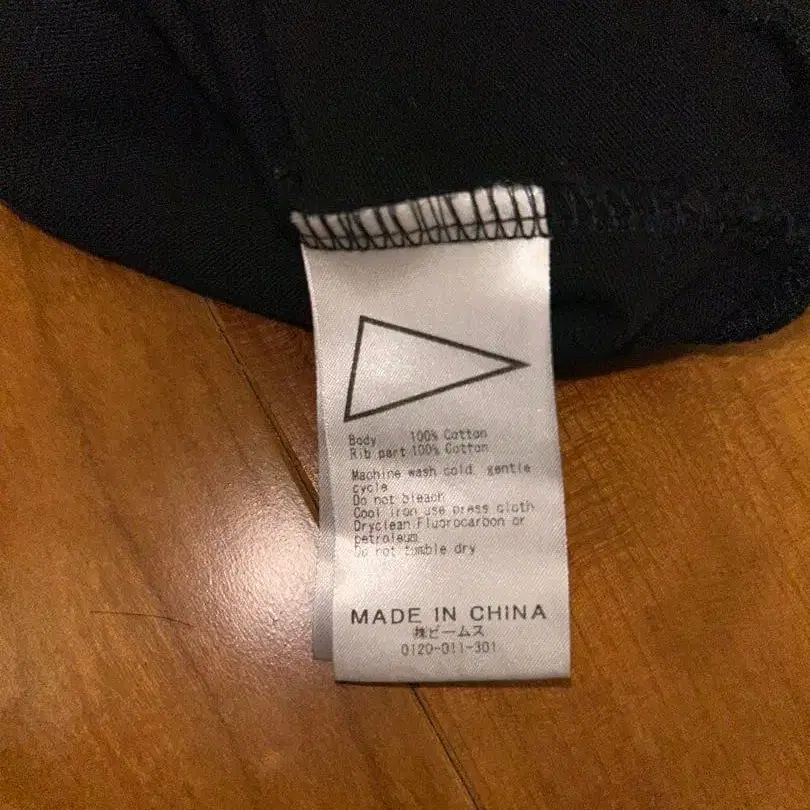 Body 100% Cotton
Rib part 100% Cotton
Machine wash cold, gentle
cycle
Do not bleach
Cool iron use press cloth
Dryclean,Fluorocarbon or
petroleum
Do not tumble dry
MADE IN CHINA
㈱ビームス
0120-011-301